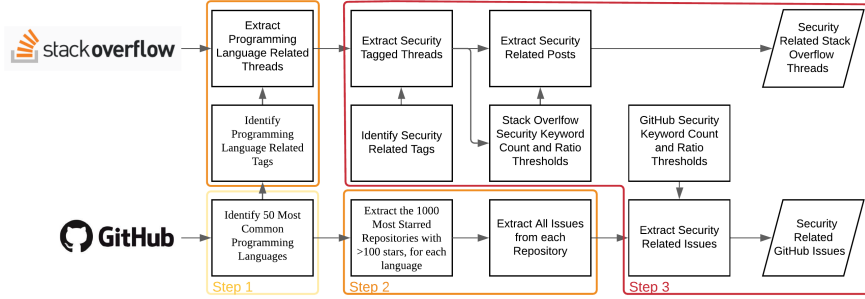 stackoverflow
Extract
Programming
Language Related
Threads
Extract Security
Tagged Threads
Extract Security
Related Posts
Security
Related Stack
Overflow
Threads
Identify
Programming
Language Related
Tags
Identify Security
Related Tags
Stack Overlfow
Security Keyword
Count and Ratio
Thresholds
GitHub Security
Keyword Count
and Ratio
Thresholds
GitHub
Identify 50 Most
Common
Programming
Languages
Extract the 1000
Most Starred
Repositories with
>100 stars, for each
language
Extract All Issues
from each
Repository
Extract Security
Related Issues
Security
Related
GitHub Issues
Step 1
Step 2
Step 3